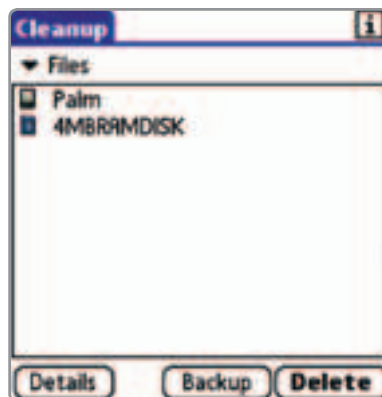 Cleanup i
Files
Palm
4MBRAMDISK
Details Backup Delete